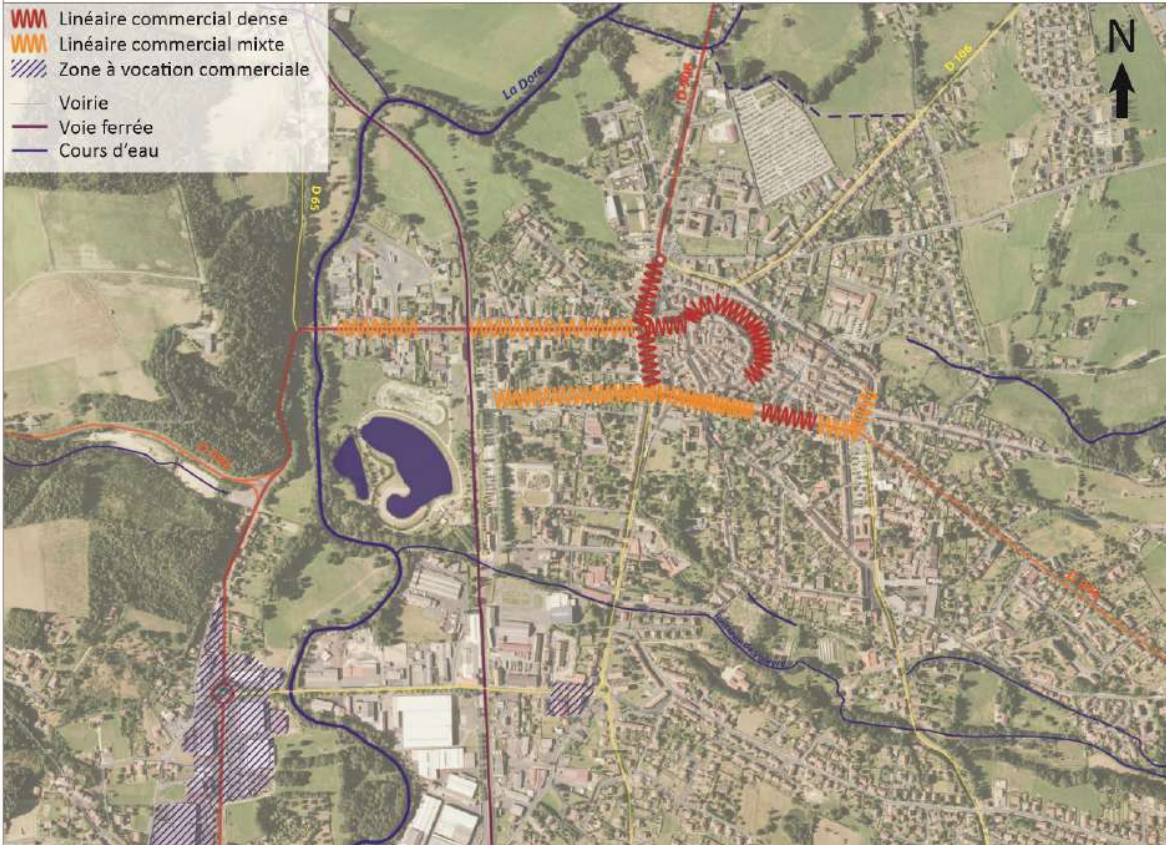 Linéaire commercial dense
Linéaire commercial mixte
Zone à vocation commerciale
Voirie
Voie ferrée
Cours d'eau
N
La Dore
D 906
D 106
D 65